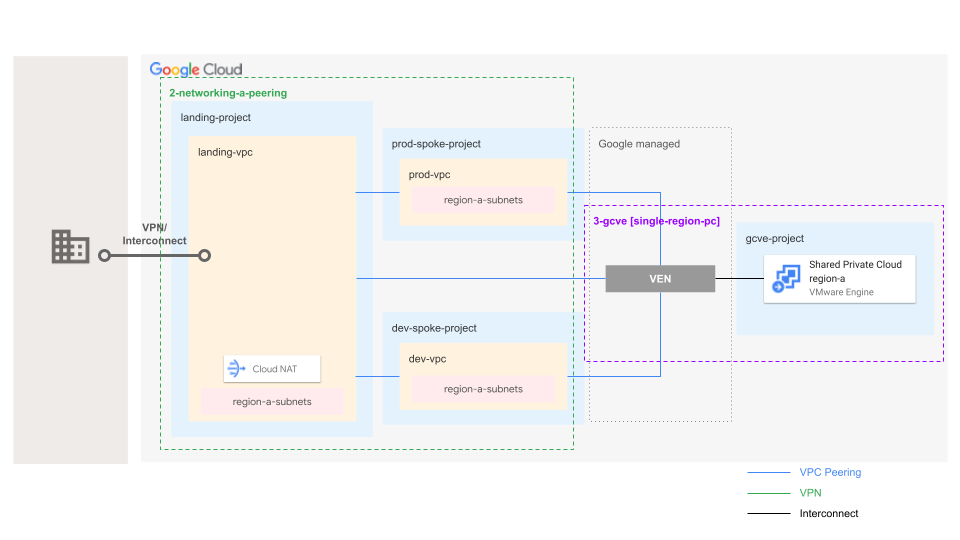 Google Cloud
2-networking-a-peering
landing-project
landing-vpc
prod-spoke-project
prod-vpc
region-a-subnets
Google managed
3-gcve [single-region-pc]
gcve-project
VPN/
Interconnect
VEN
Shared Private Cloud
region-a
VMware Engine
dev-spoke-project
dev-vpc
region-a-subnets
Cloud NAT
region-a-subnets
VPC Peering
VPN
Interconnect